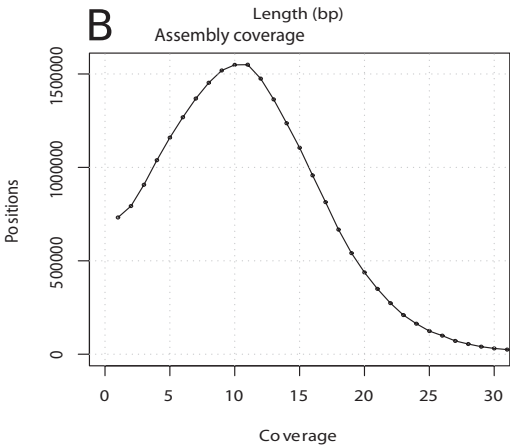 Length (bp)
B
Assembly coverage
1500000
1000000
500000
0
Positions
0 5 10 15 20 25 30
Coverage